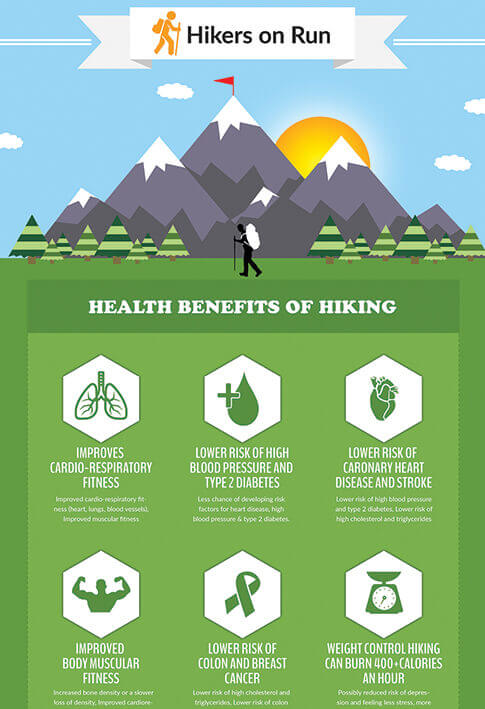 Hikers on Run
HEALTH BENEFITS OF HIKING
IMPROVES
CARDIO-RESPIRATORY
FITNESS
Improved cardio-respiratory fit-
ness (heart, lungs, blood vessels),
Improved muscular fitness
LOWER RISK OF HIGH
BLOOD PRESSURE AND
TYPE 2 DIABETES
Less chance of developing risk
factors for heart disease, high
blood pressure & type 2 diabetes.
LOWER RISK OF
CARONARY HEART
DISEASE AND STROKE
Lower risk of high blood pressure
and type 2 diabetes. Lower risk of
high cholesterol and triglycerides
IMPROVED
BODY MUSCULAR
FITNESS
Increased bone density or a slower
loss of density, Improved cardiore-
LOWER RISK OF
COLON AND BREAST
CANCER
Lower risk of high cholesterol and
triglycerides, Lower risk of colon
WEIGHT CONTROL HIKING
CAN BURN 400+CALORIES
AN HOUR
Possibly reduced risk of depres-
sion and feeling less stress, more